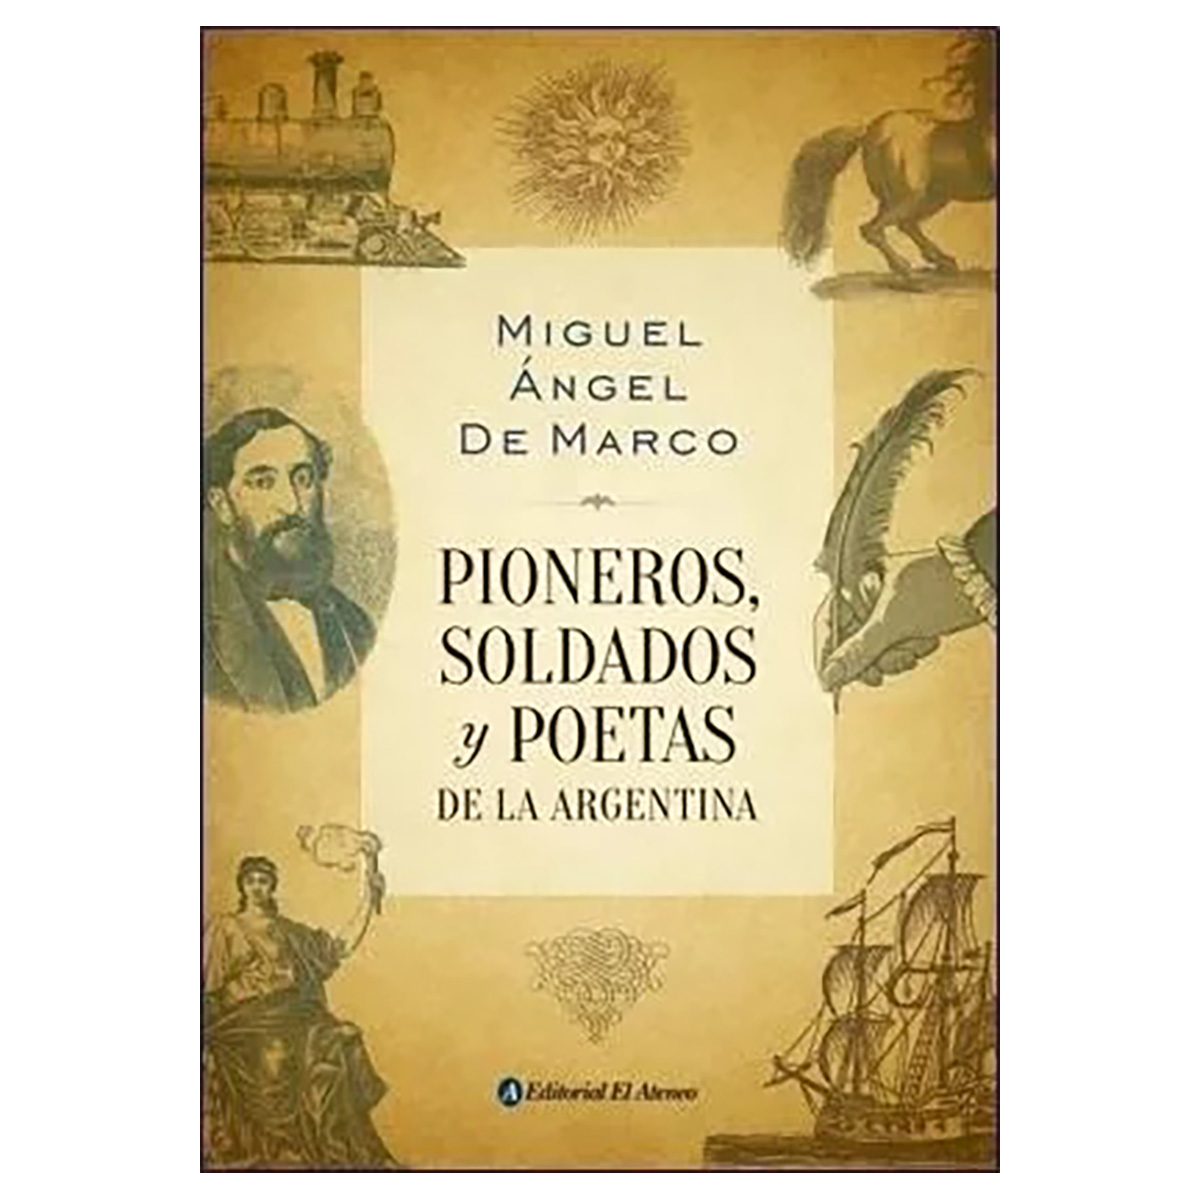 MIGUEL
ÁNGEL
DE MARCO
PIONEROS,
SOLDADOS
y POETAS
DE LA ARGENTINA
A Editorial El Ateneo